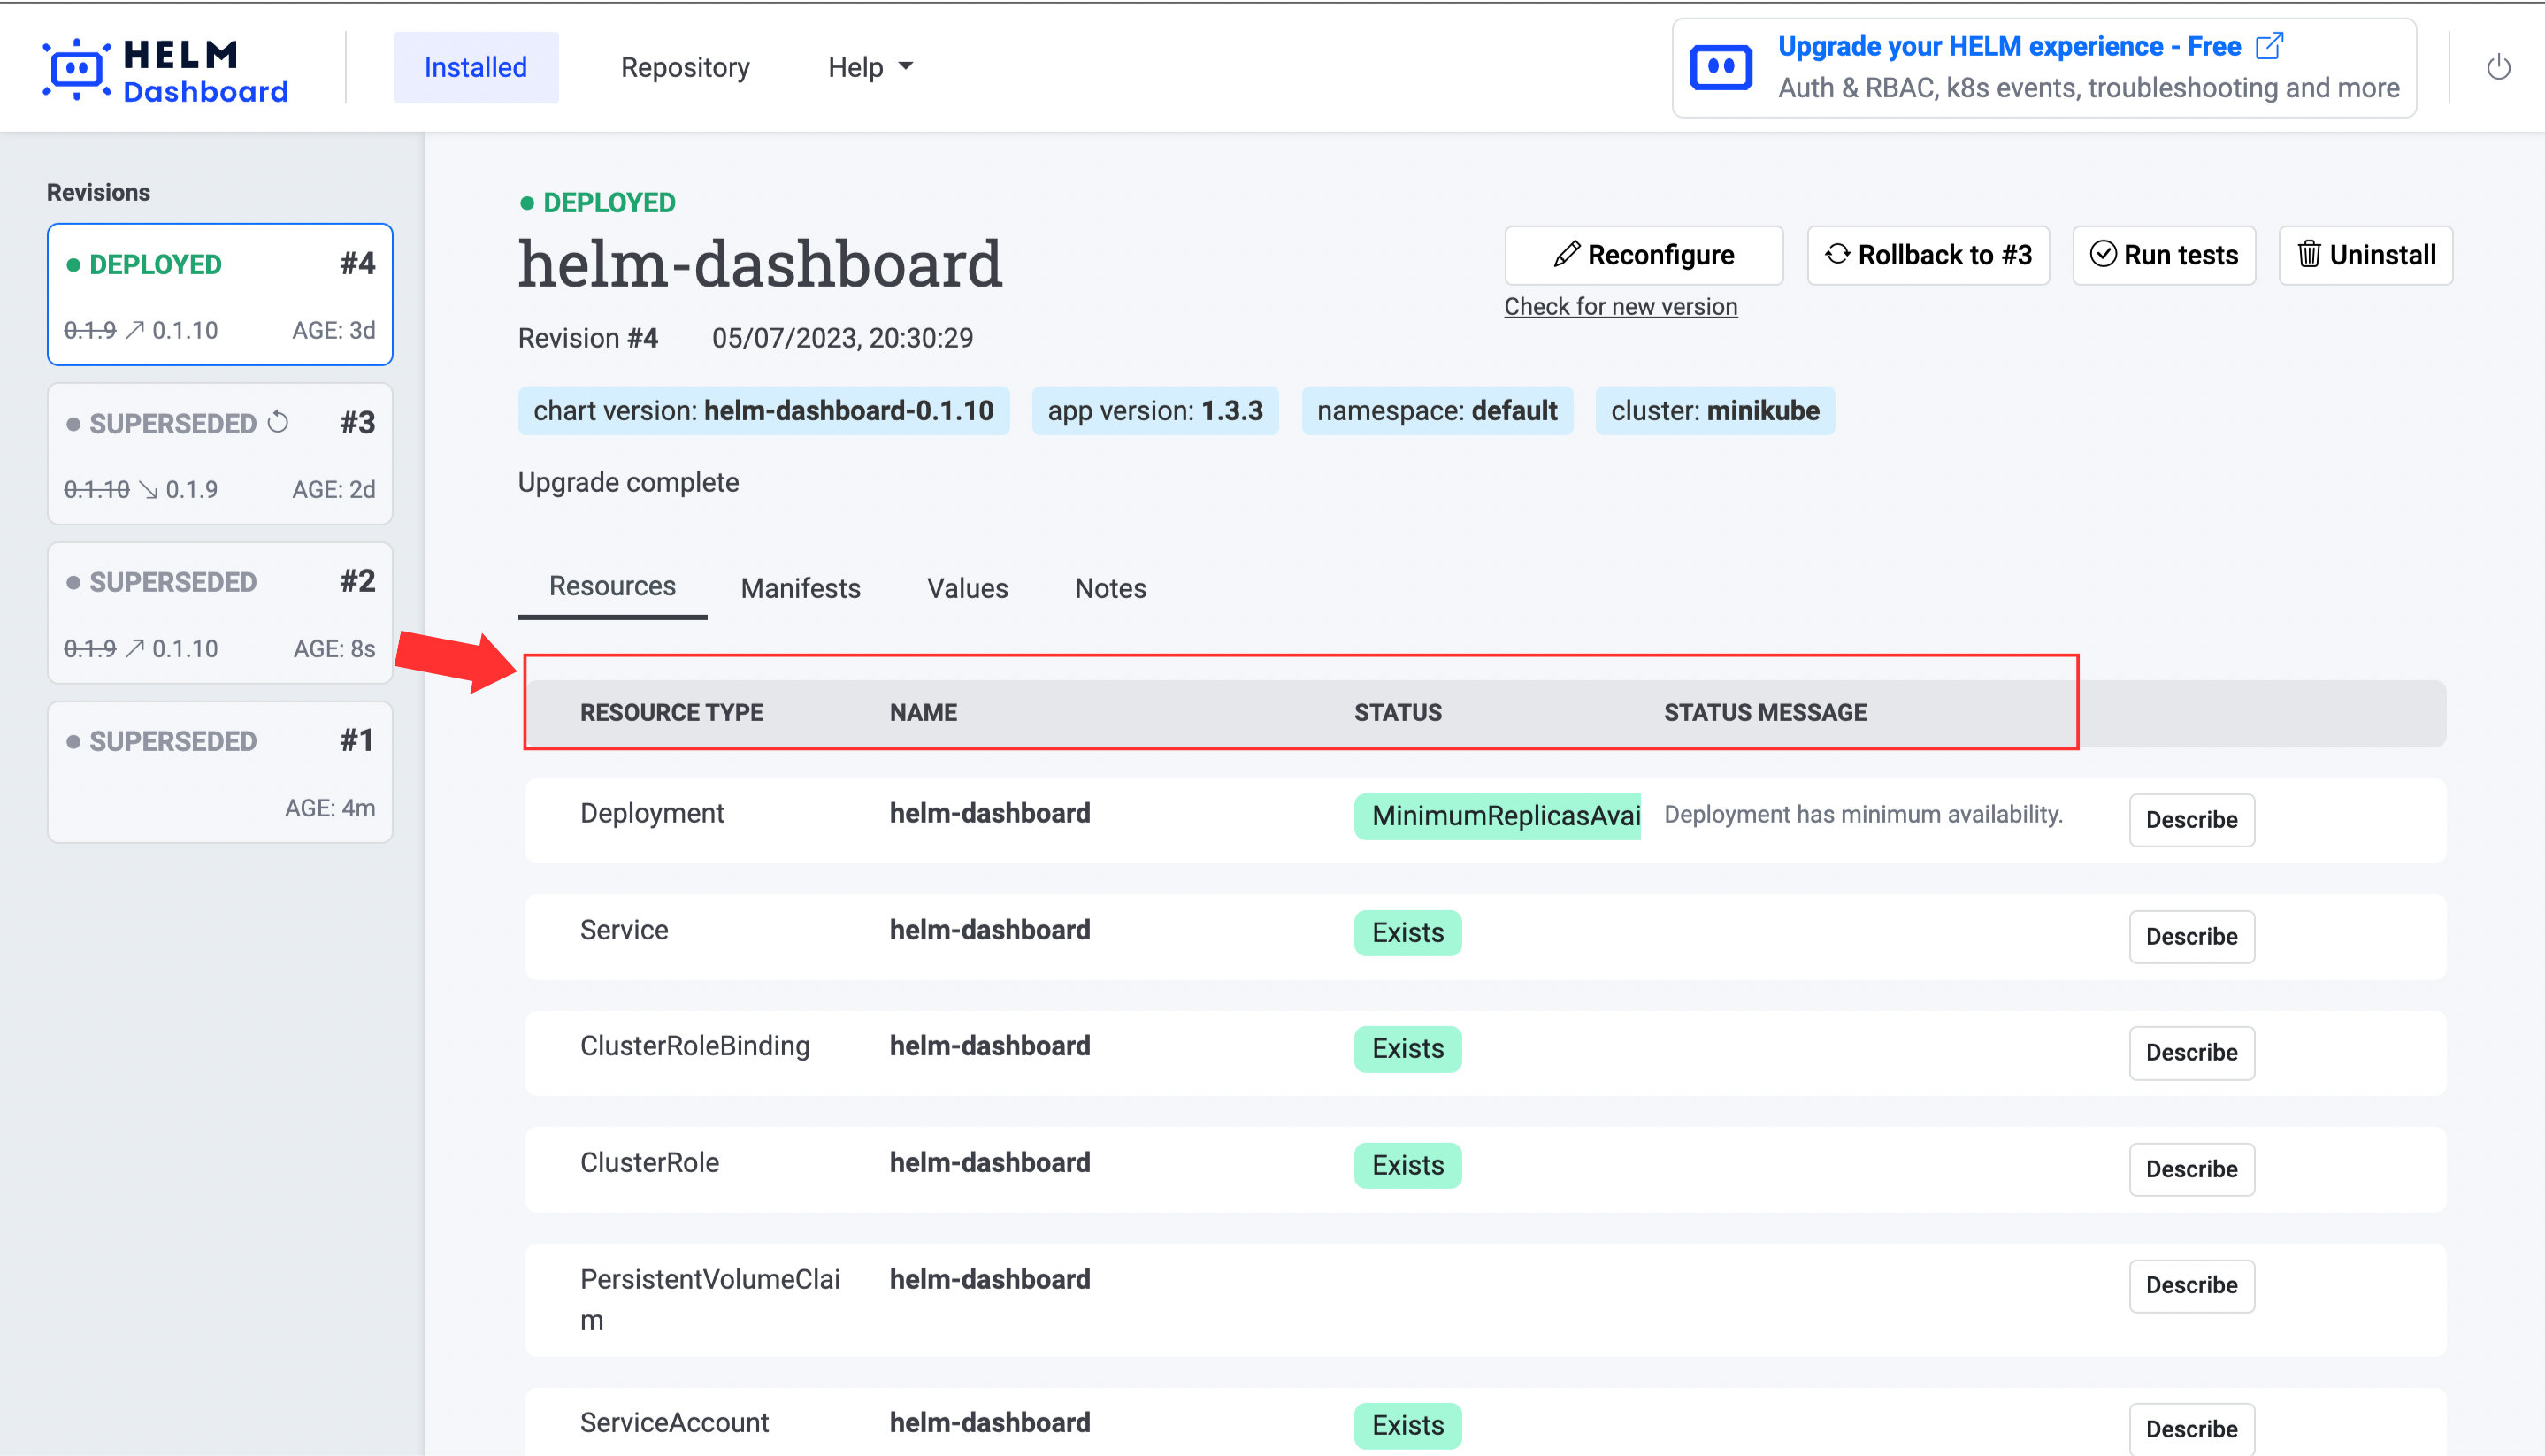 HELM
Dashboard
Installed
Repository
Help
Upgrade your HELM experience - Free
Auth & RBAC, k8s events, troubleshooting and more
Revisions
DEPLOYED #4
0.1.9 0.1.10 AGE: 3d
SUPERSEDED #3
0.1.10 0.1.9 AGE: 2d
SUPERSEDED #2
0.1.9 0.1.10 AGE: 8s
SUPERSEDED #1
AGE: 4m
DEPLOYED
helm-dashboard
Revision #4 05/07/2023, 20:30:29
Reconfigure
Check for new version
Rollback to #3
Run tests
Uninstall
chart version: helm-dashboard-0.1.10
app version: 1.3.3
namespace: default
cluster: minikube
Upgrade complete
Resources Manifests Values Notes
RESOURCE TYPE NAME STATUS STATUS MESSAGE
Deployment helm-dashboard MinimumReplicasAvai Deployment has minimum availability. Describe
Service helm-dashboard Exists Describe
ClusterRoleBinding helm-dashboard Exists Describe
ClusterRole helm-dashboard Exists Describe
PersistentVolumeClai helm-dashboard Describe
m
ServiceAccount helm-dashboard Exists Describe